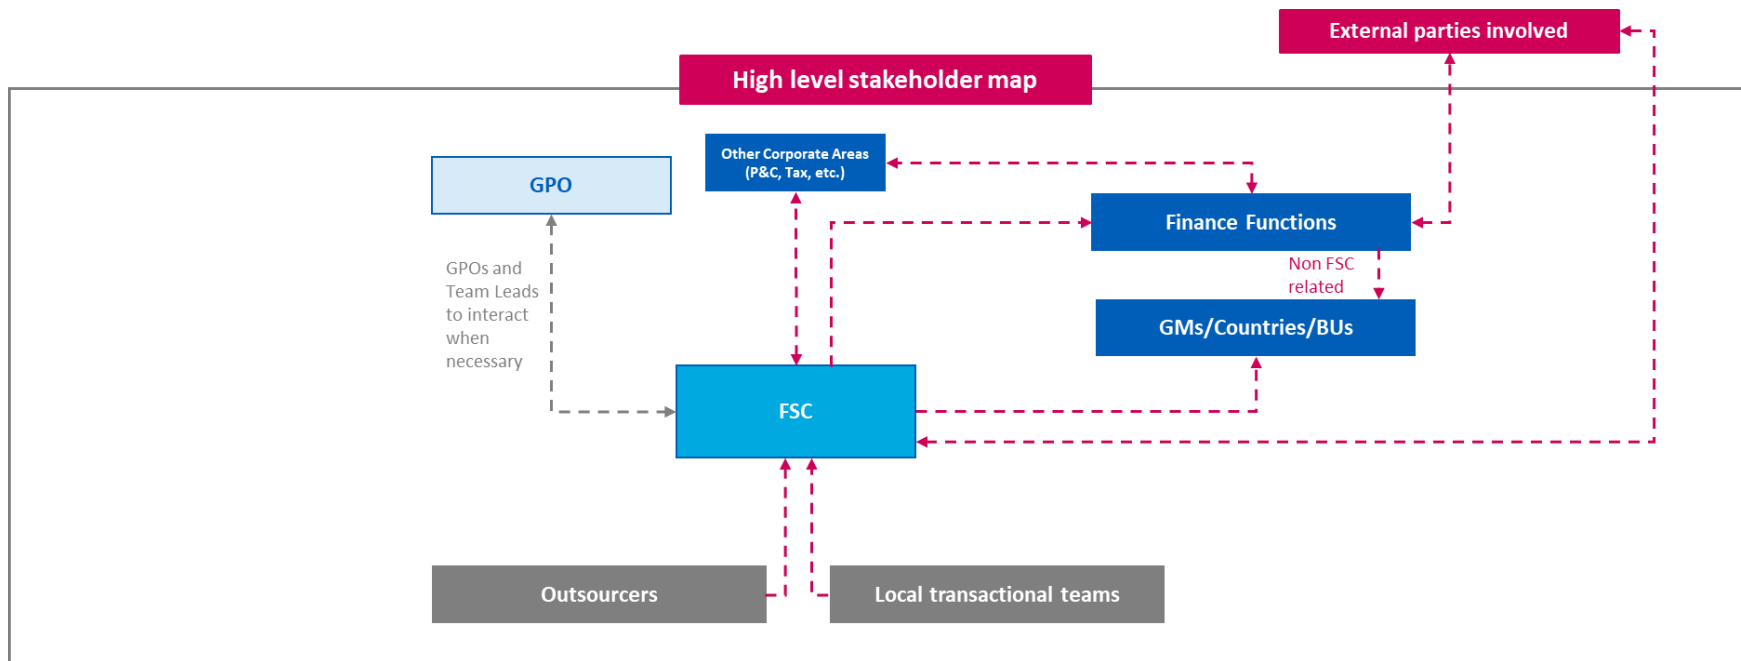 External parties involved
High level stakeholder map
Other Corporate Areas
(P&C, Tax, etc.)
GPO
Finance Functions
GPOs and
Team Leads
to interact
when
necessary
Non FSC
related
GMs/Countries/BUs
FSC
Outsourcers
Local transactional teams